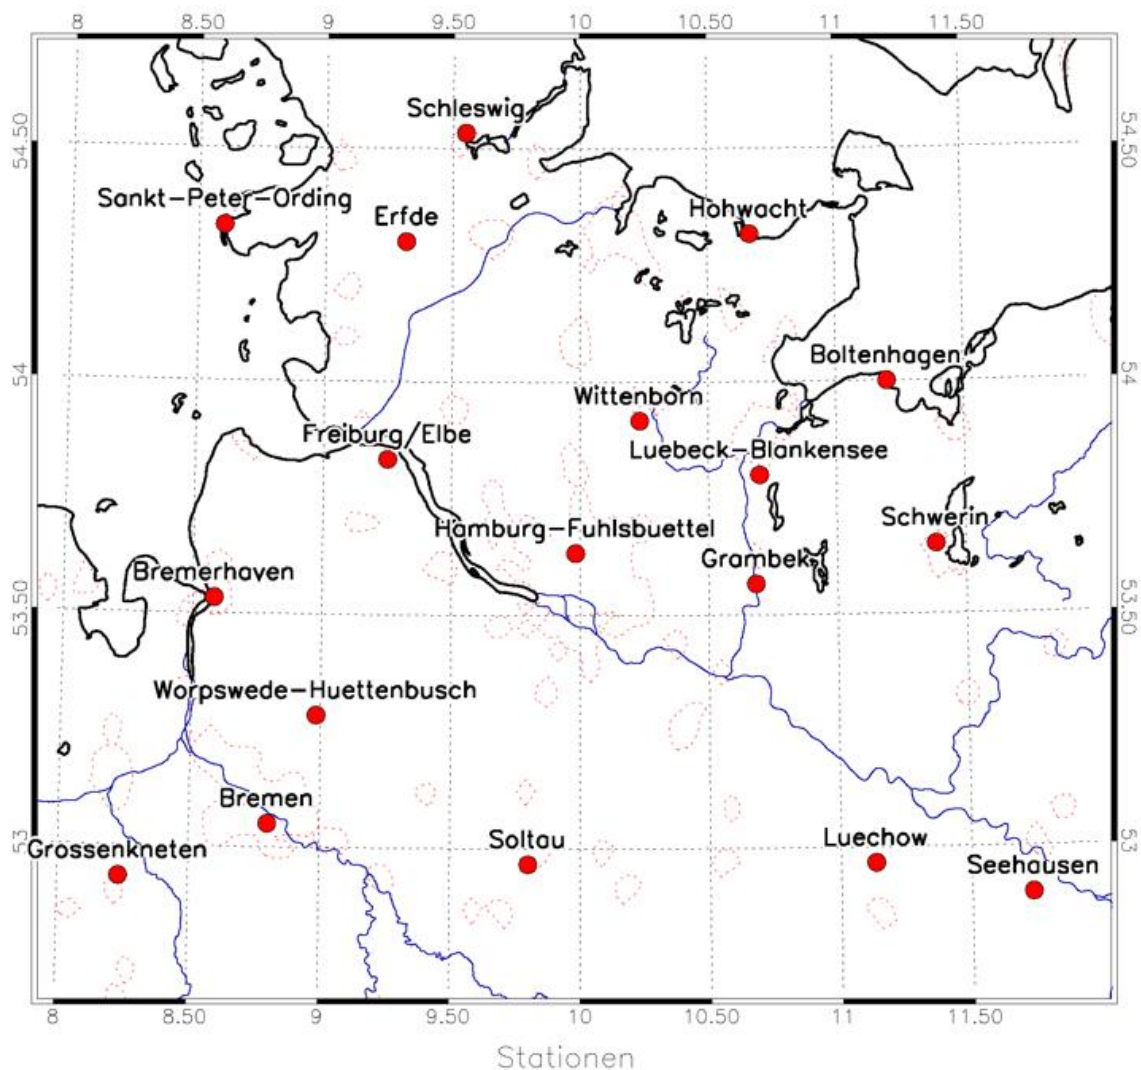 8 8.50 9 9.50 10 10.50 11 11.50
Schleswig
54.50 54.50
Sankt-Peter-Ording
Erfde
Hohwacht
Boltenhagen
54 54
Wittenborn
Freiburg/Elbe
Luebeck-Blankensee
Schwerin
Hamburg-Fuhlsbuettel
Grambek
Bremerhaven
53.50 53.50
Worpswede-Huettenbusch
Bremen
Soltau
Luechow
53 53
Grossenkneten
Seehausen
8 8.50 9 9.50 10 10.50 11 11.50
Stationen